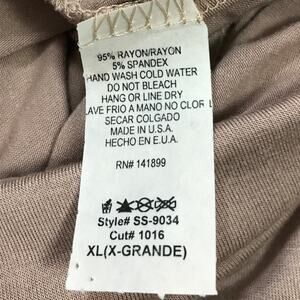 95% RAYON/RAYON
5% SPANDEX
HAND WASH COLD WATER
DO NOT BLEACH
HANG OR LINE DRY
LAVE FRIO A MANO NO CLOR
SECAR COLGADO
MADE IN U.S.A.
HECHO EN E.U.A.
RN# 141899
Style# SS-9034
Cut# 1016
XL(X-GRANDE)